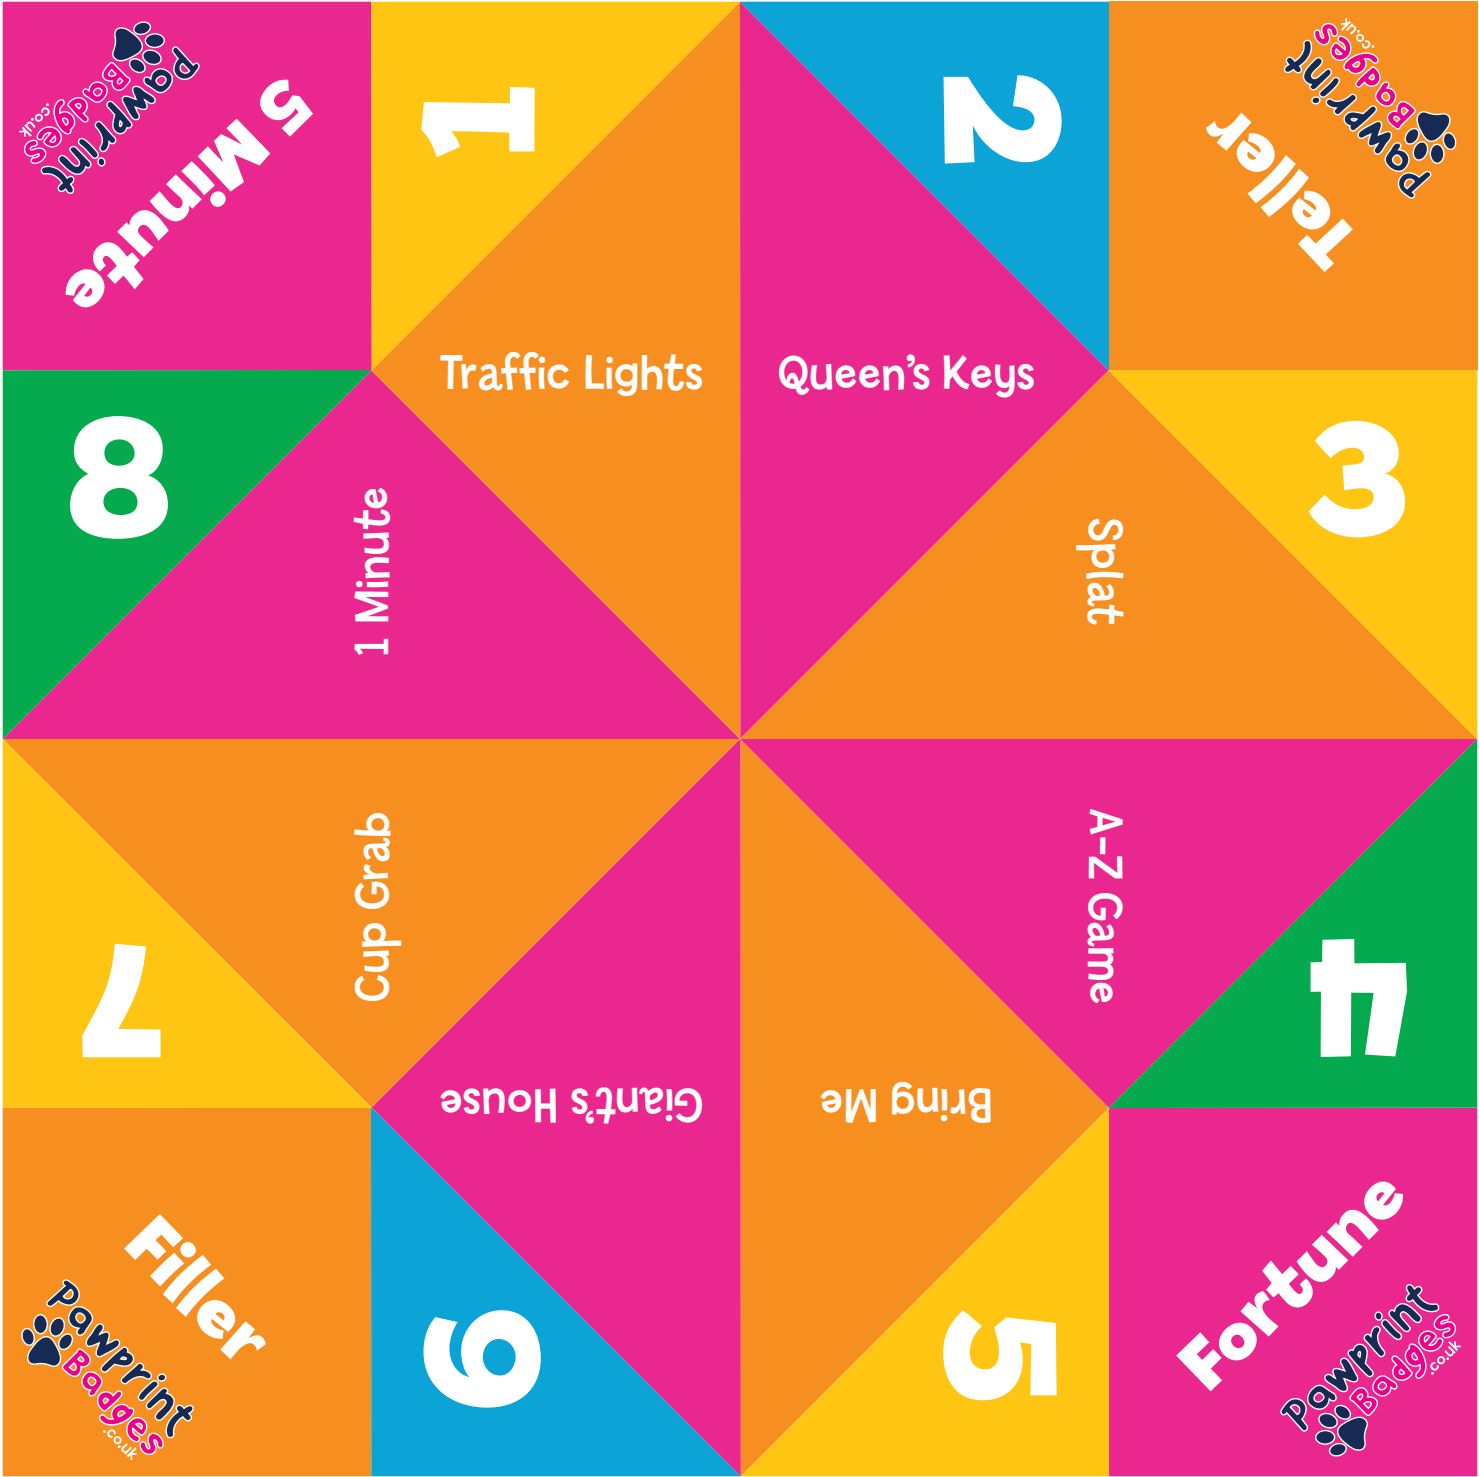 5 Minute
Pawprint
Badges
.co.uk
1
2
Teller
Pawprint
Badges
.co.uk
Traffic Lights
Queen's Keys
8
3
1 Minute
Splat
Cup Grab
A-Z Game
7
4
Giant's House
Bring Me
Filler
Pawprint
Badges
.co.uk
6
5
Fortune
Pawprint
Badges
.co.uk